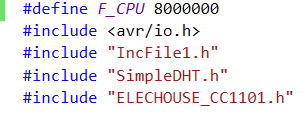 #define F_CPU 8000000
#include <avr/io.h>
#include "IncFile1.h"
#include "SimpleDHT.h"
#include "ELECHOUSE_CC1101.h"